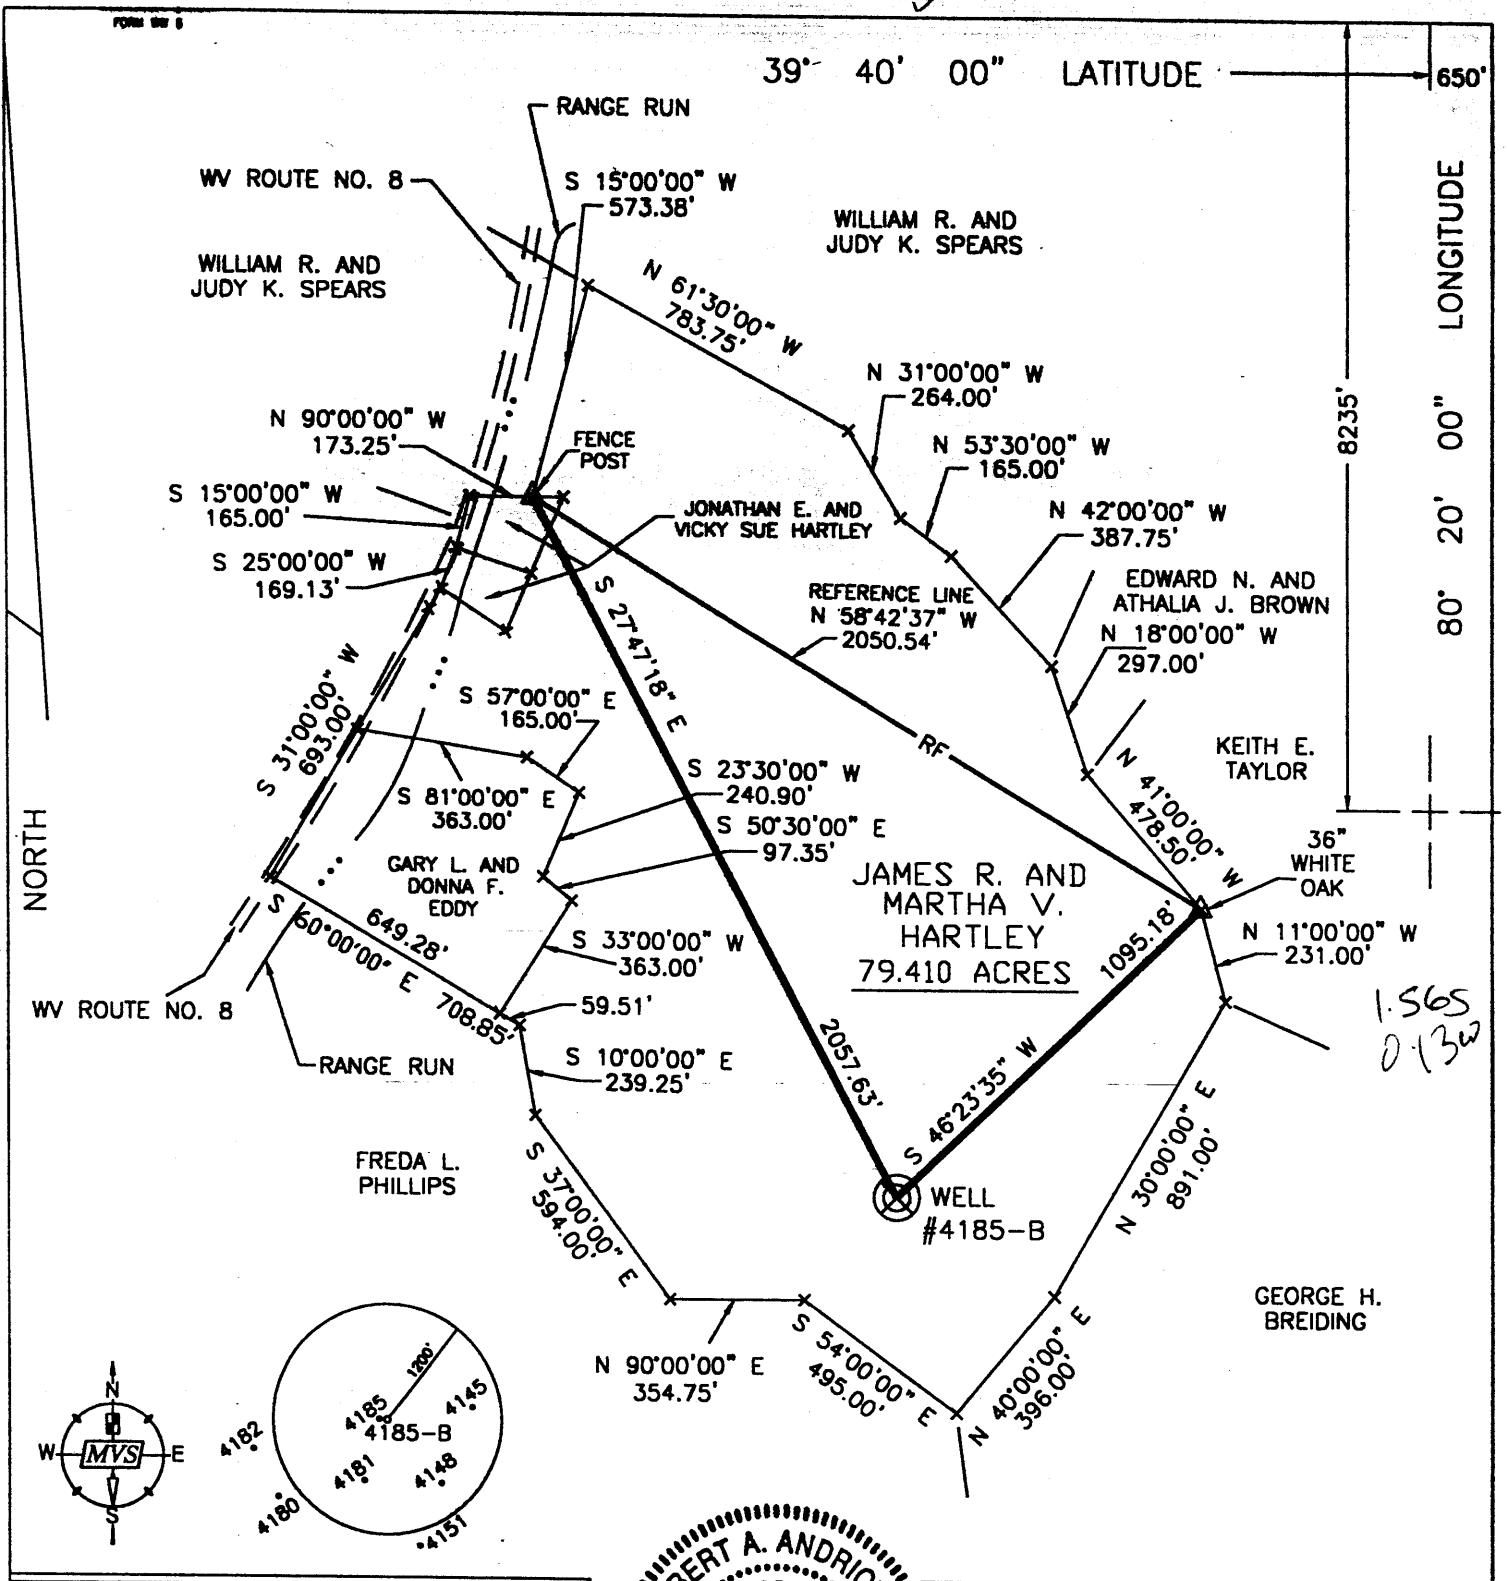 FORM WW 6
39° 40' 00" LATITUDE
650'
RANGE RUN
WV ROUTE NO. 8
S 15°00'00" W
573.38'
WILLIAM R. AND
JUDY K. SPEARS
WILLIAM R. AND
JUDY K. SPEARS
LONGITUDE
80° 20' 00"
8235'
N 61°30'00" W
783.75'
N 31°00'00" W
264.00'
N 90°00'00" W
173.25'
FENCE
POST
N 53°30'00" W
165.00'
S 15°00'00" W
165.00'
JONATHAN E. AND
VICKY SUE HARTLEY
N 42°00'00" W
387.75'
S 25°00'00" W
169.13'
REFERENCE LINE
N 58°42'37" W
2050.54'
EDWARD N. AND
ATHALIA J. BROWN
N 18°00'00" W
297.00'
S 27°47'18" E
2057.63'
S 31°00'00" W
693.00'
S 57°00'00" E
165.00'
RF
KEITH E.
TAYLOR
S 81°00'00" E
363.00'
S 23°30'00" W
240.90'
N 41°00'00" W
478.50'
S 50°30'00" E
97.35'
36"
WHITE
OAK
NORTH
GARY L. AND
DONNA F.
EDDY
JAMES R. AND
MARTHA V.
HARTLEY
79.410 ACRES
649.28'
S 60°00'00" E 708.85'
S 33°00'00" W
363.00'
1095.18'
S 46°23'35" W
N 11°00'00" W
231.00'
59.51'
WV ROUTE NO. 8
RANGE RUN
1.56S
0.13W
S 10°00'00" E
239.25'
FREDA L.
PHILLIPS
S 37°00'00" E
594.00'
WELL
#4185-B
N 30°00'00" E
891.00'
GEORGE H.
BREIDING
N 90°00'00" E
354.75'
S 54°00'00" E
495.00'
N 40°00'00" E
396.00'
N
W MVS E
S
1200'
4185
4145
4185-B
4182
4181
4148
4180
4151
BERT A. ANDRIO